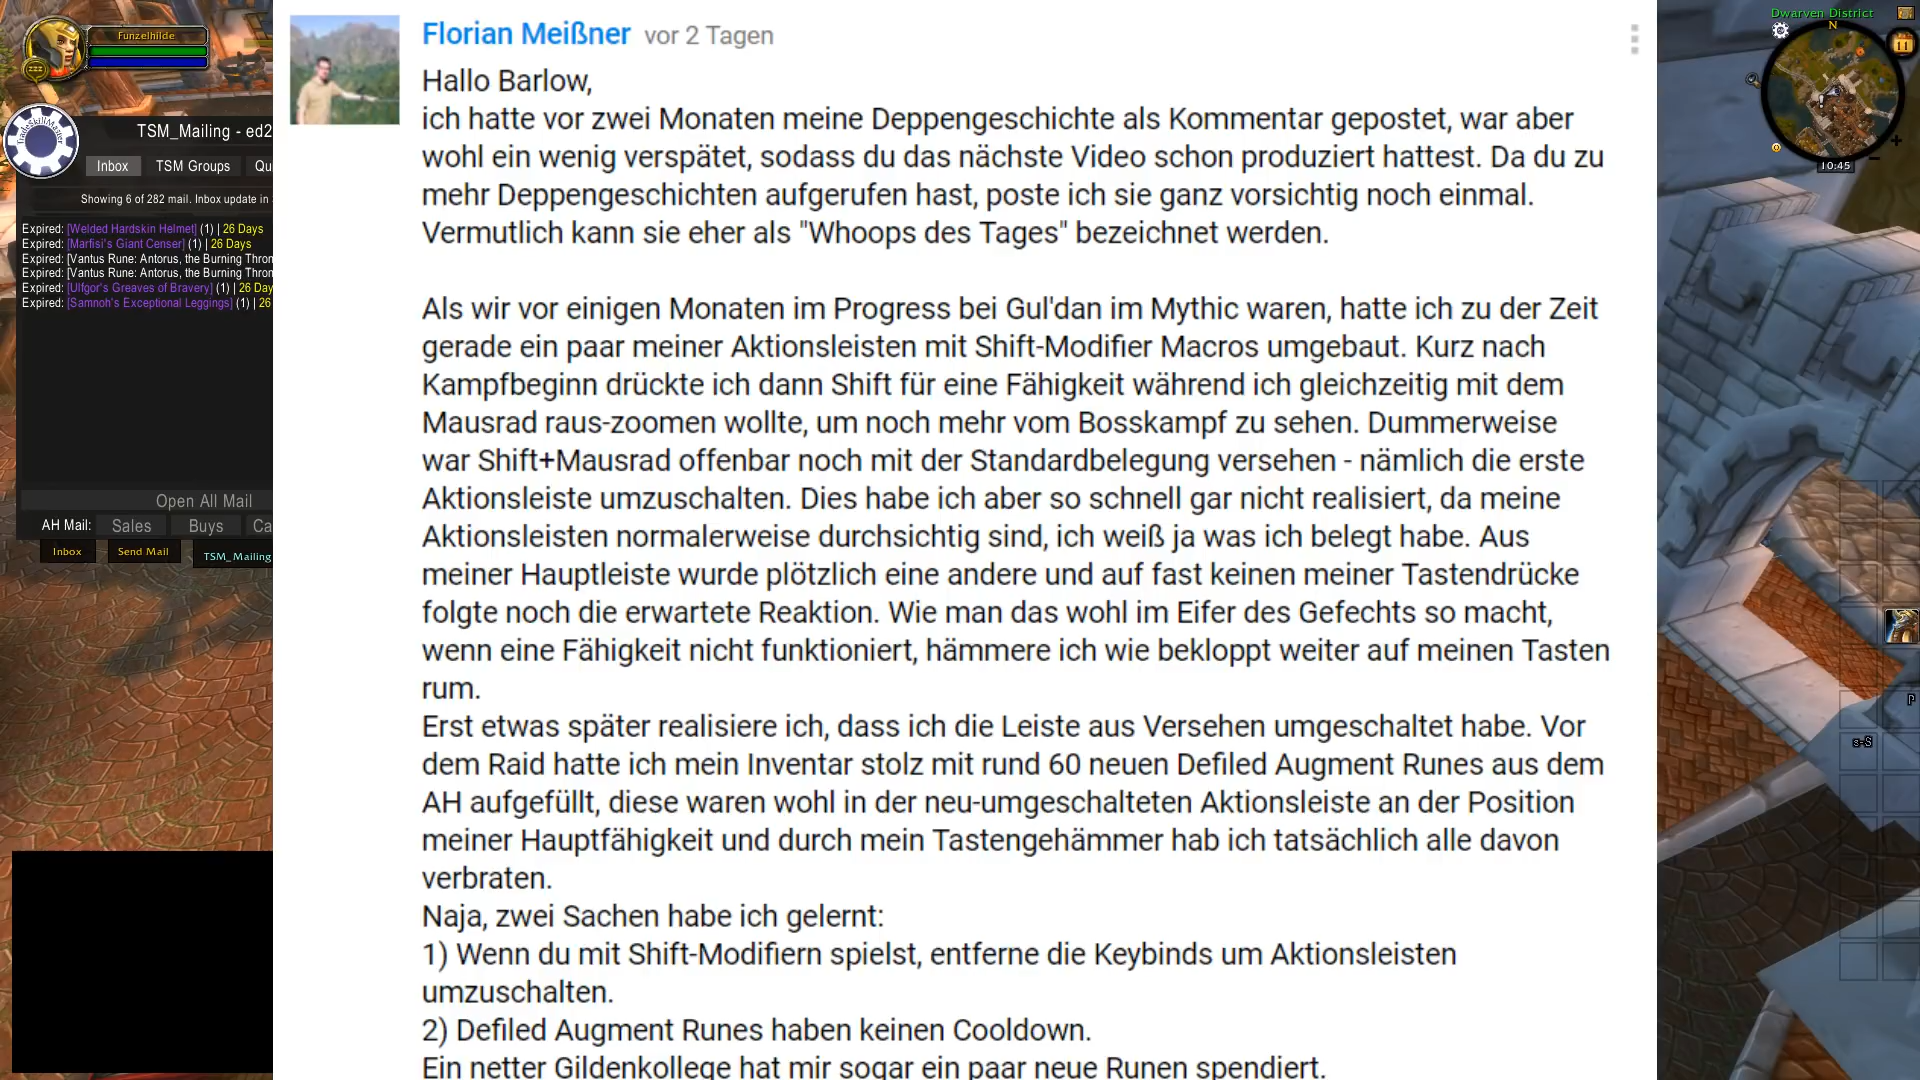 Funzelhilde
TSM_Mailing - ed2
Inbox TSM Groups Qu
Showing 6 of 282 mail. Inbox update in
Expired: [Welded Hardskin Helmet] (1) | 26 Days
Expired: [Marfisi's Giant Censer] (1) | 26 Days
Expired: [Vantus Rune: Antorus, the Burning Thron
Expired: [Vantus Rune: Antorus, the Burning Thron
Expired: [Ulfgor's Greaves of Bravery] (1) | 26 Day
Expired: [Samnoh's Exceptional Leggings] (1) | 26
Open All Mail
AH Mail: Sales Buys Ca
Inbox Send Mail TSM_Mailing
Florian Meißner vor 2 Tagen
Hallo Barlow,
ich hatte vor zwei Monaten meine Deppengeschichte als Kommentar gepostet, war aber
wohl ein wenig verspätet, sodass du das nächste Video schon produziert hattest. Da du zu
mehr Deppengeschichten aufgerufen hast, poste ich sie ganz vorsichtig noch einmal.
Vermutlich kann sie eher als "Whoops des Tages" bezeichnet werden.
Als wir vor einigen Monaten im Progress bei Gul'dan im Mythic waren, hatte ich zu der Zeit
gerade ein paar meiner Aktionsleisten mit Shift-Modifier Macros umgebaut. Kurz nach
Kampfbeginn drückte ich dann Shift für eine Fähigkeit während ich gleichzeitig mit dem
Mausrad raus-zoomen wollte, um noch mehr vom Bosskampf zu sehen. Dummerweise
war Shift+Mausrad offenbar noch mit der Standardbelegung versehen - nämlich die erste
Aktionsleiste umzuschalten. Dies habe ich aber so schnell gar nicht realisiert, da meine
Aktionsleisten normalerweise durchsichtig sind, ich weiß ja was ich belegt habe. Aus
meiner Hauptleiste wurde plötzlich eine andere und auf fast keinen meiner Tastendrücke
folgte noch die erwartete Reaktion. Wie man das wohl im Eifer des Gefechts so macht,
wenn eine Fähigkeit nicht funktioniert, hämmere ich wie bekloppt weiter auf meinen Tasten
rum.
Erst etwas später realisiere ich, dass ich die Leiste aus Versehen umgeschaltet habe. Vor
dem Raid hatte ich mein Inventar stolz mit rund 60 neuen Defiled Augment Runes aus dem
AH aufgefüllt, diese waren wohl in der neu-umgeschalteten Aktionsleiste an der Position
meiner Hauptfähigkeit und durch mein Tastengehämmer hab ich tatsächlich alle davon
verbraten.
Naja, zwei Sachen habe ich gelernt:
1) Wenn du mit Shift-Modifiern spielst, entferne die Keybinds um Aktionsleisten
umzuschalten.
2) Defiled Augment Runes haben keinen Cooldown.
Ein netter Gildenkollege hat mir sogar ein paar neue Runen spendiert.
Dwarven District
N
11
10:45
P
s-S